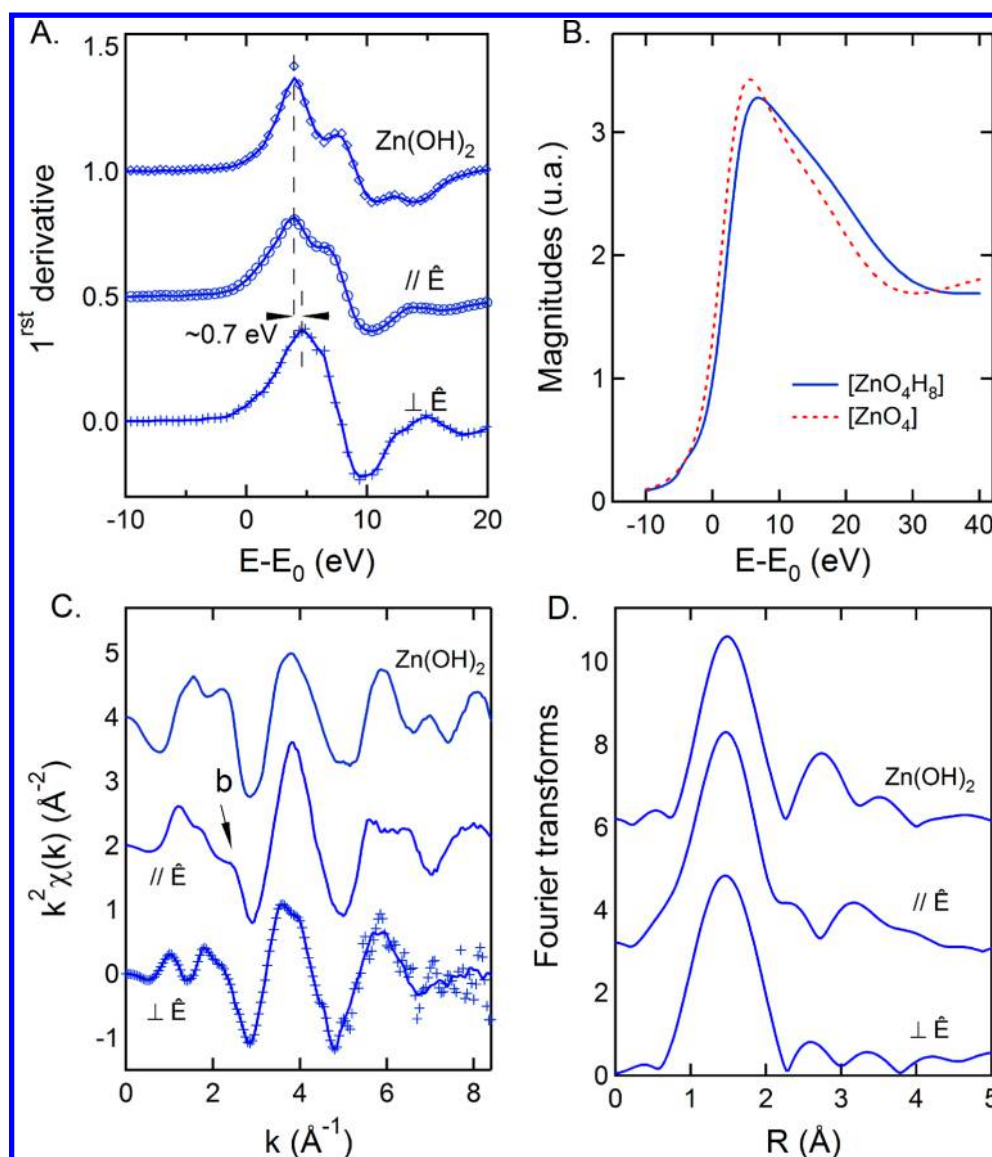 A.
1.5
Zn(OH)2
1.0
1rst derivative
// Ê
0.5
~0.7 eV
⊥ Ê
0.0
-10 0 10 20
E-E0 (eV)
B.
3
Magnitudes (u.a.)
2
[ZnO4H8]
1
[ZnO4]
0
-10 0 10 20 30 40
E-E0 (eV)
C.
Zn(OH)2
5
4
3
b
k2χ(k) (Å-2)
2
// Ê
1
0
⊥ Ê
-1
0 2 4 6 8
k (Å-1)
D.
10
Zn(OH)2
8
Fourier transforms
6
// Ê
4
2
⊥ Ê
0
0 1 2 3 4 5
R (Å)